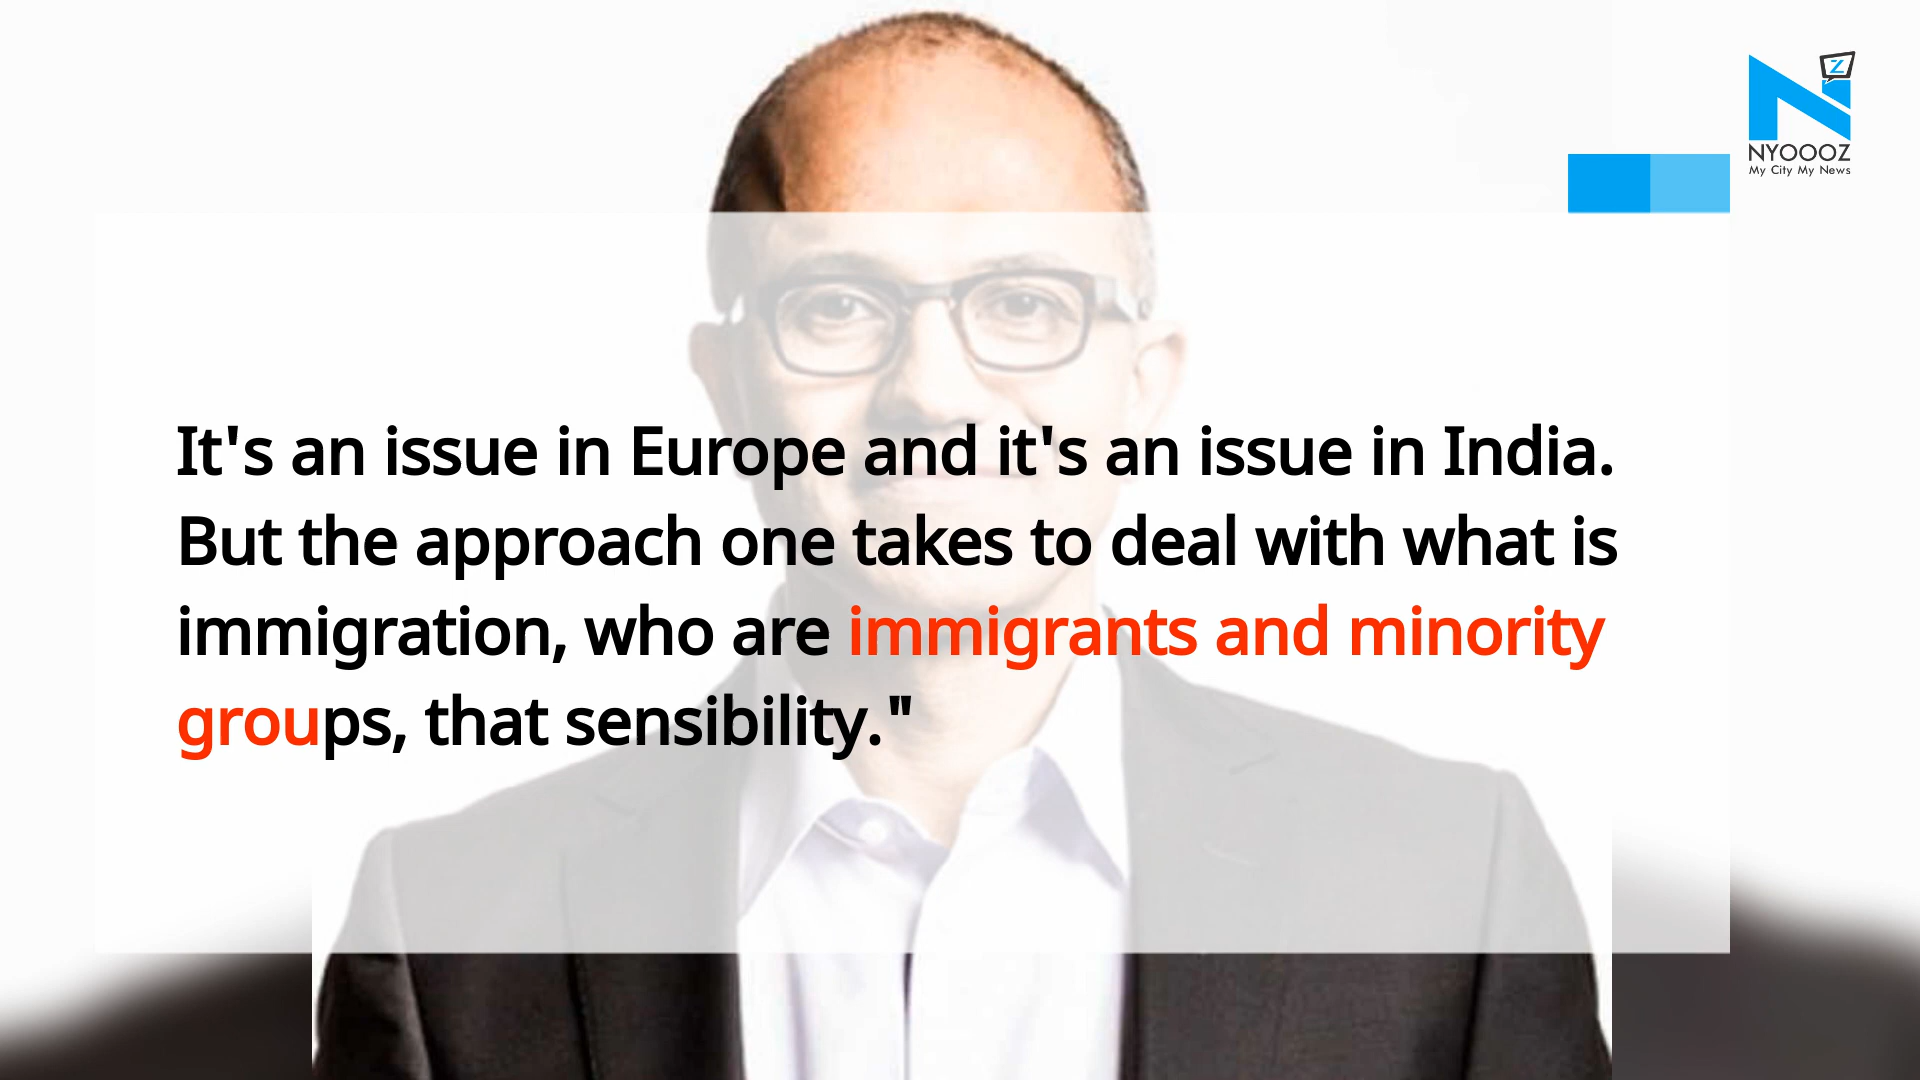 Z
NYOOOZ
My City My News
It's an issue in Europe and it's an issue in India.
But the approach one takes to deal with what is
immigration, who are immigrants and minority
groups, that sensibility."